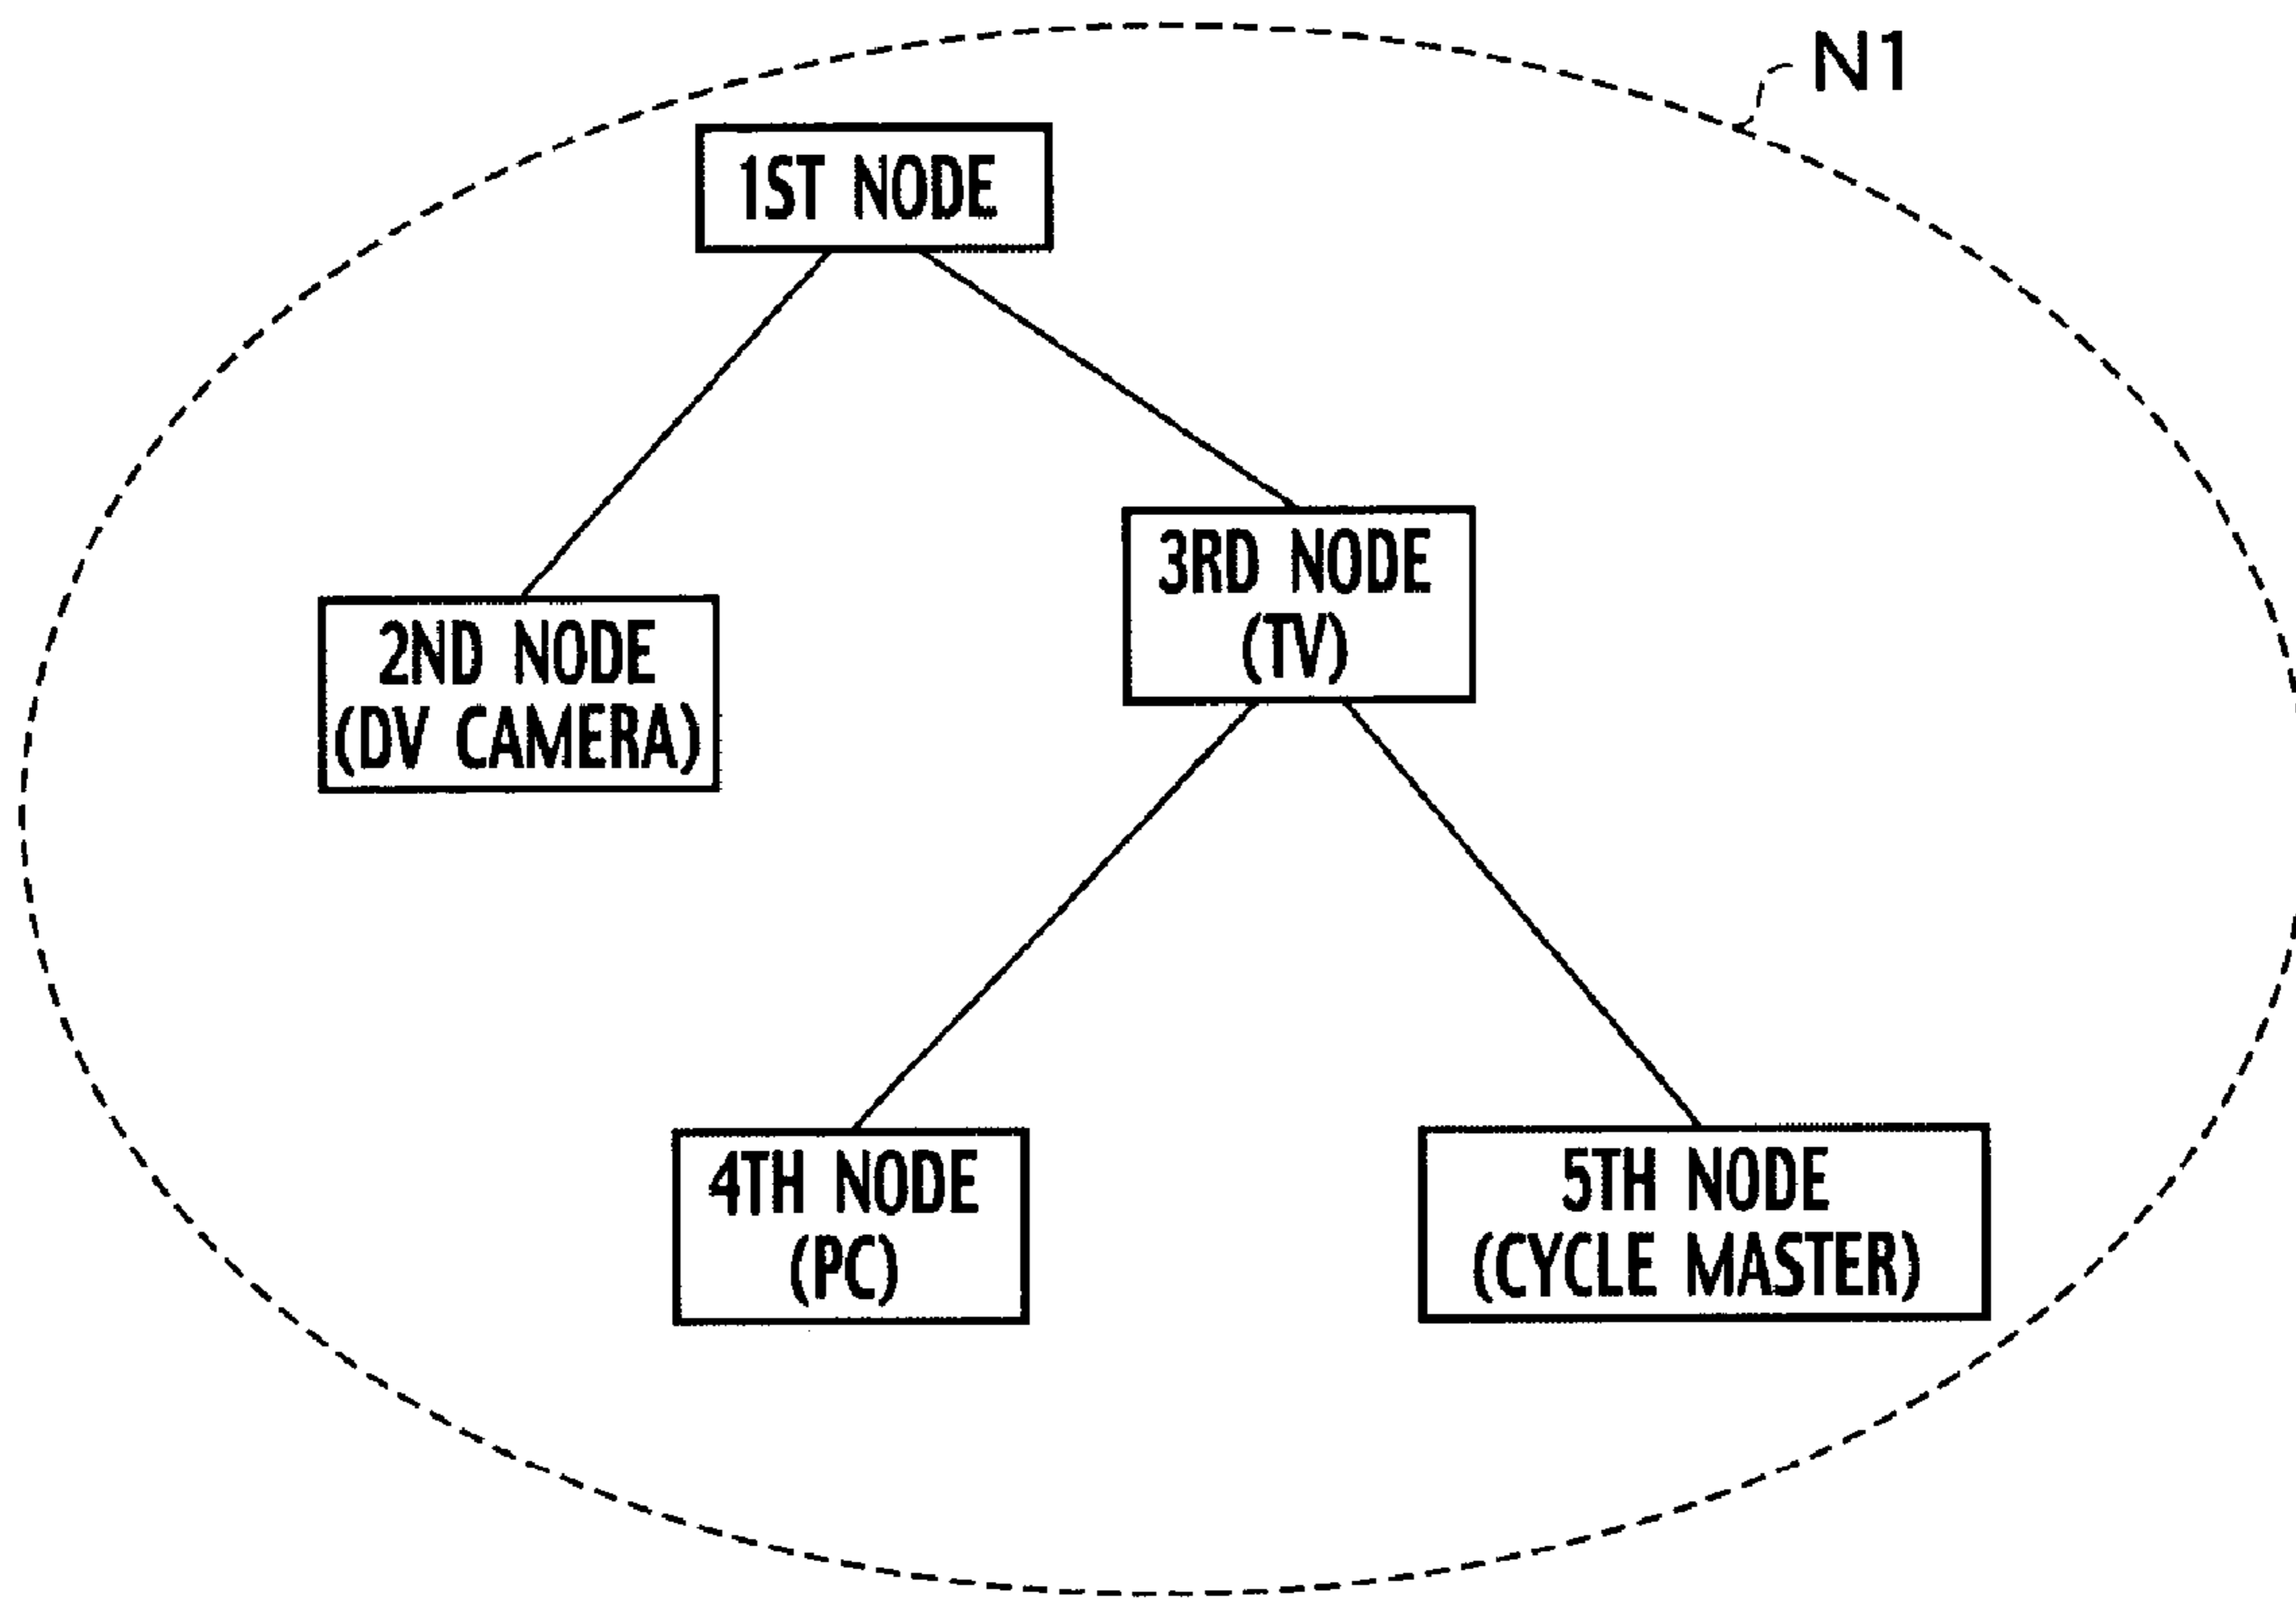 N1
1ST NODE
3RD NODE
(TV)
2ND NODE
(DV CAMERA)
4TH NODE
(PC)
5TH NODE
(CYCLE MASTER)